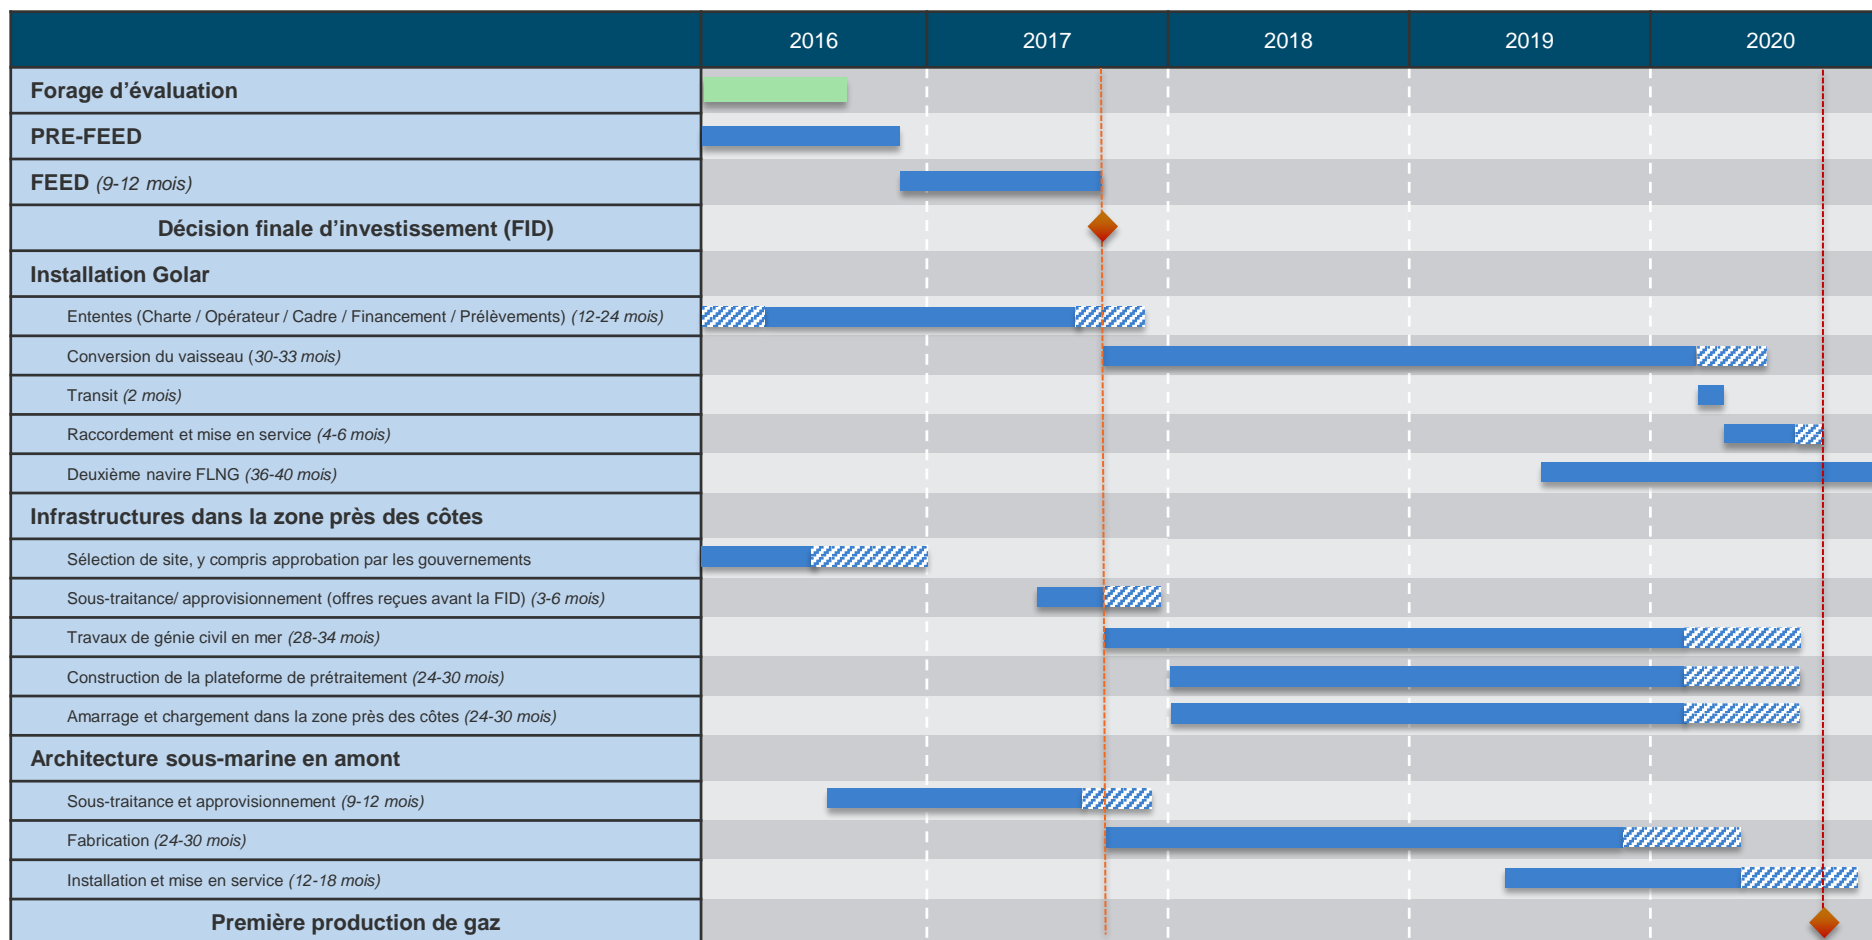 2016 2017 2018 2019 2020
Forage d’évaluation
PRE-FEED
FEED (9-12 mois)
Décision finale d’investissement (FID)
Installation Golar
Ententes (Charte / Opérateur / Cadre / Financement / Prélèvements) (12-24 mois)
Conversion du vaisseau (30-33 mois)
Transit (2 mois)
Raccordement et mise en service (4-6 mois)
Deuxième navire FLNG (36-40 mois)
Infrastructures dans la zone près des côtes
Sélection de site, y compris approbation par les gouvernements
Sous-traitance/ approvisionnement (offres reçues avant la FID) (3-6 mois)
Travaux de génie civil en mer (28-34 mois)
Construction de la plateforme de prétraitement (24-30 mois)
Amarrage et chargement dans la zone près des côtes (24-30 mois)
Architecture sous-marine en amont
Sous-traitance et approvisionnement (9-12 mois)
Fabrication (24-30 mois)
Installation et mise en service (12-18 mois)
Première production de gaz